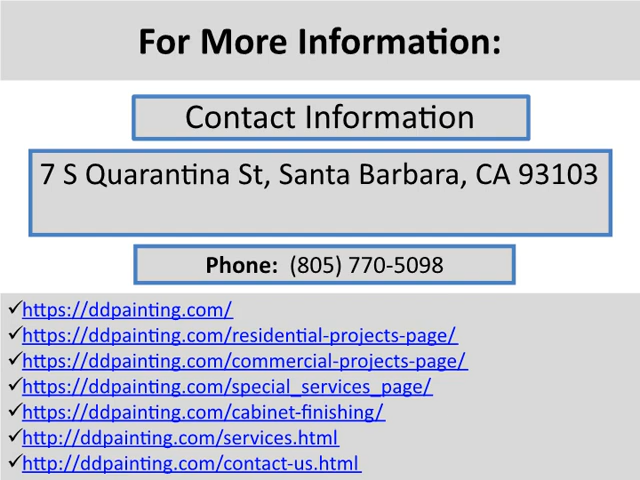 For More Information:
Contact Information
7 S Quarantina St, Santa Barbara, CA 93103
Phone: (805) 770-5098
✓https://ddpainting.com/
✓https://ddpainting.com/residential-projects-page/
✓https://ddpainting.com/commercial-projects-page/
✓https://ddpainting.com/special_services_page/
✓https://ddpainting.com/cabinet-finishing/
✓http://ddpainting.com/services.html
✓http://ddpainting.com/contact-us.html